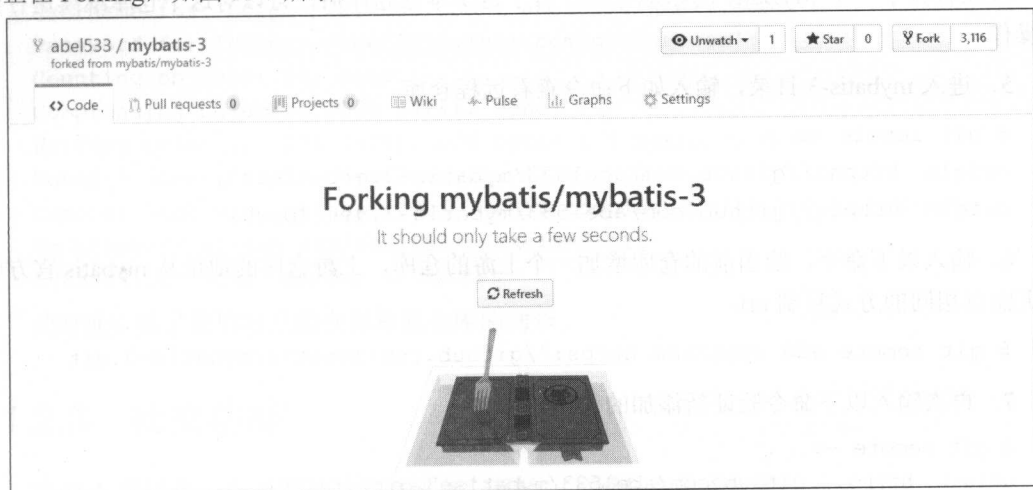 abel533 / mybatis-3
forked from mybatis/mybatis-3
Unwatch 1 Star 0 Fork 3,116
Code Pull requests 0 Projects 0 Wiki Pulse Graphs Settings
Forking mybatis/mybatis-3
It should only take a few seconds.
Refresh